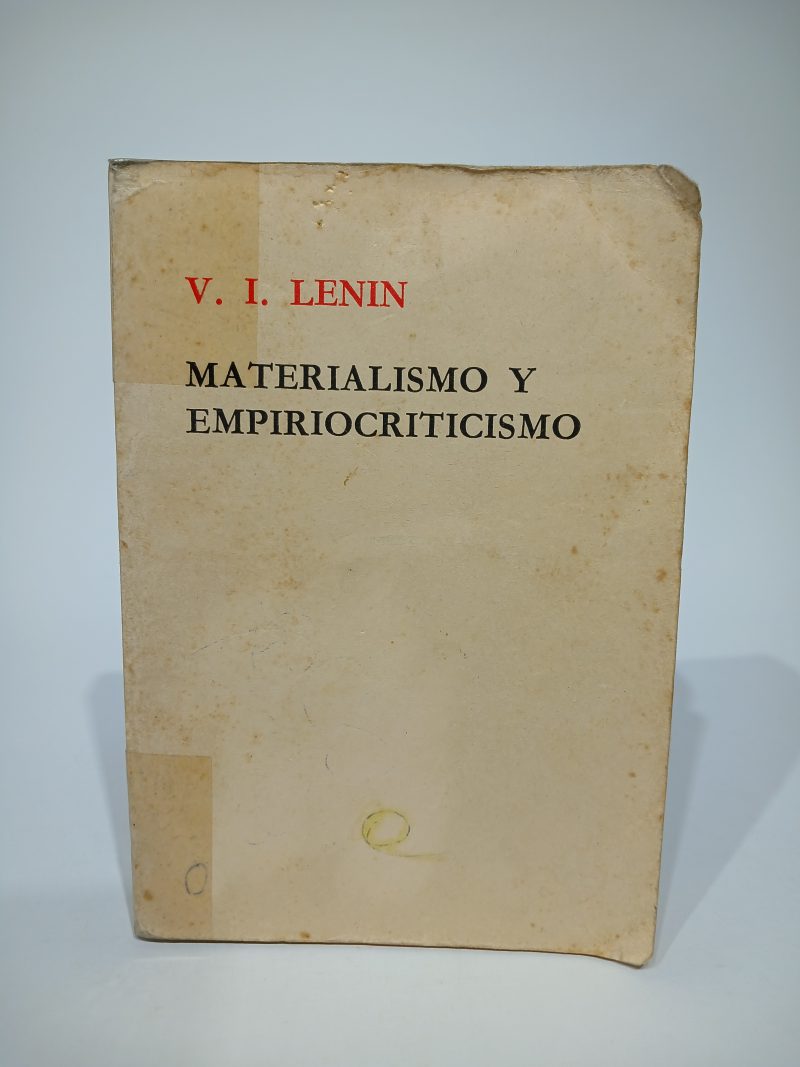 V. I. LENIN
MATERIALISMO Y
EMPIRIOCRITICISMO